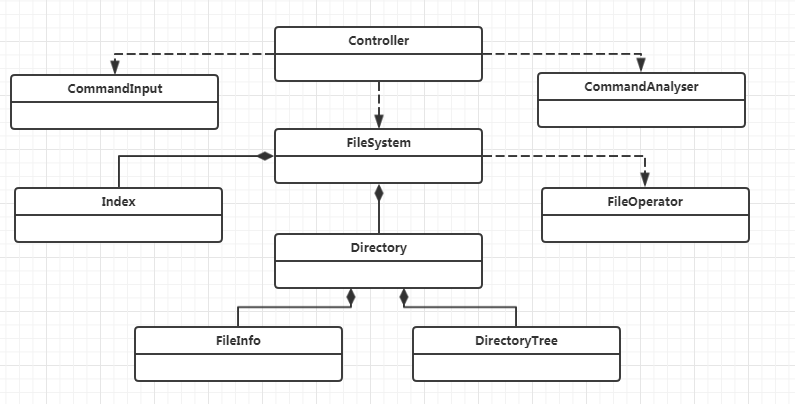 Controller
CommandInput
CommandAnalyser
FileSystem
Index
FileOperator
Directory
FileInfo
DirectoryTree